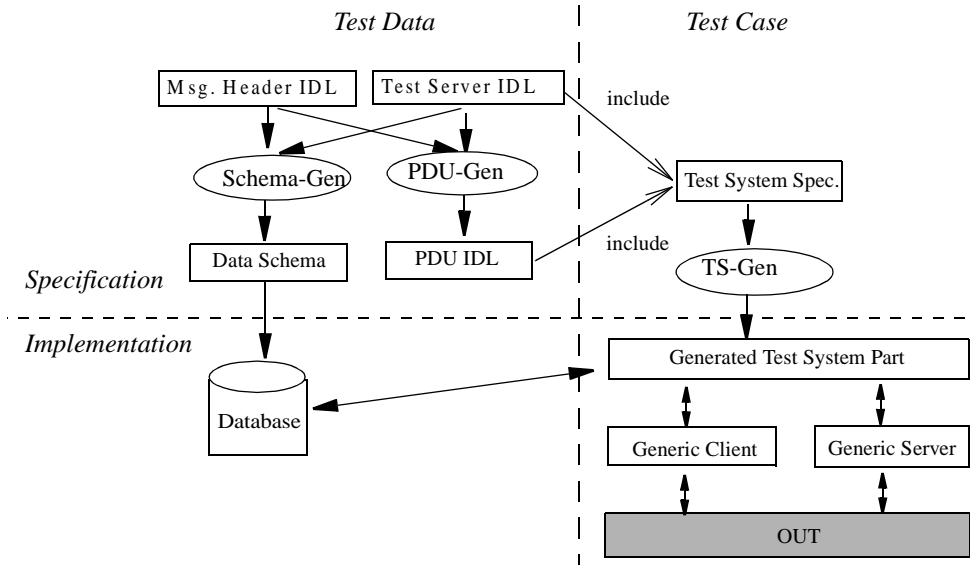 Test Data
Test Case
Msg. Header IDL
Test Server IDL
include
Schema-Gen
PDU-Gen
Test System Spec.
include
Data Schema
PDU IDL
TS-Gen
Specification
Implementation
Generated Test System Part
Database
Generic Client
Generic Server
OUT